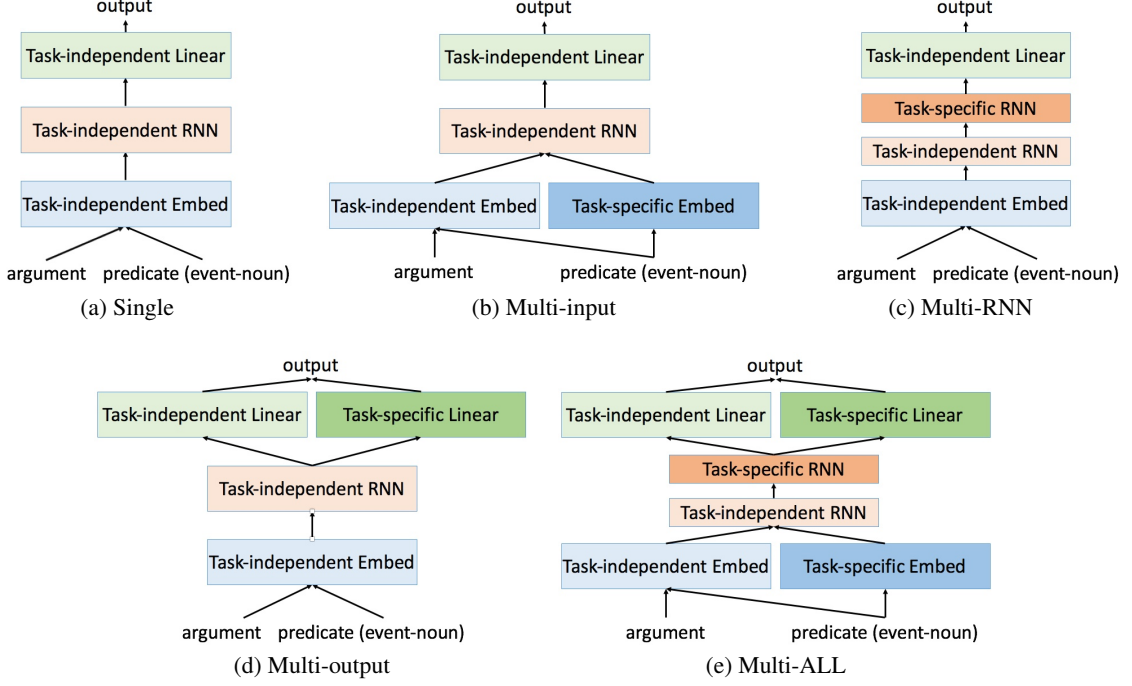 output
Task-independent Linear
Task-independent RNN
Task-independent Embed
argument predicate (event-noun)
(a) Single
output
Task-independent Linear
Task-independent RNN
Task-independent Embed Task-specific Embed
argument predicate (event-noun)
(b) Multi-input
output
Task-independent Linear
Task-specific RNN
Task-independent RNN
Task-independent Embed
argument predicate (event-noun)
(c) Multi-RNN
output
Task-independent Linear Task-specific Linear
Task-independent RNN
Task-independent Embed
argument predicate (event-noun)
(d) Multi-output
output
Task-independent Linear Task-specific Linear
Task-specific RNN
Task-independent RNN
Task-independent Embed Task-specific Embed
argument predicate (event-noun)
(e) Multi-ALL